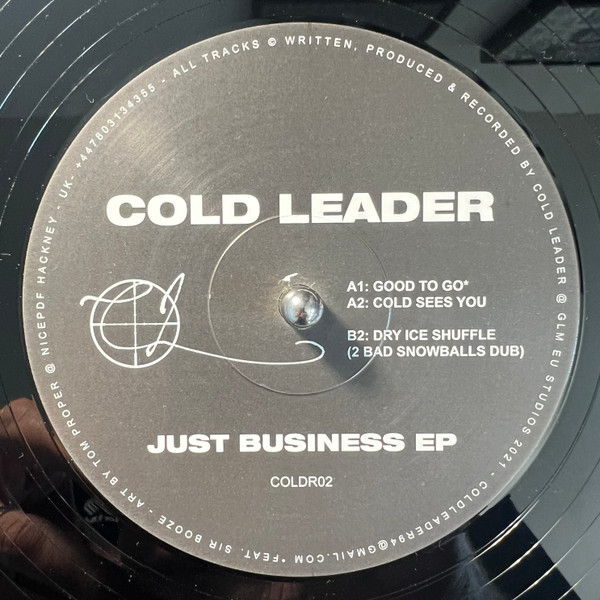 COLD LEADER
A1: GOOD TO GO*
A2: COLD SEES YOU
B2: DRY ICE SHUFFLE
(2 BAD SNOWBALLS DUB)
JUST BUSINESS EP
COLDR02
ALL TRACKS © WRITTEN, PRODUCED & RECORDED BY COLD LEADER @ GLM EU STUDIOS 2021 - COLDLEADER94@GMAIL.COM *FEAT. SIR BOOZE - ART BY TOM PROPER @ NICEPDF HACKNEY - UK- +447803134355 -